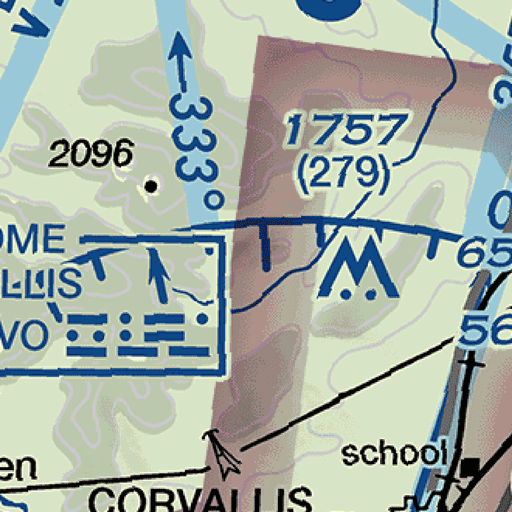 333°
1757
(279)
2096
OME
LLIS
VO
65
56
school
en
CORVALLIS